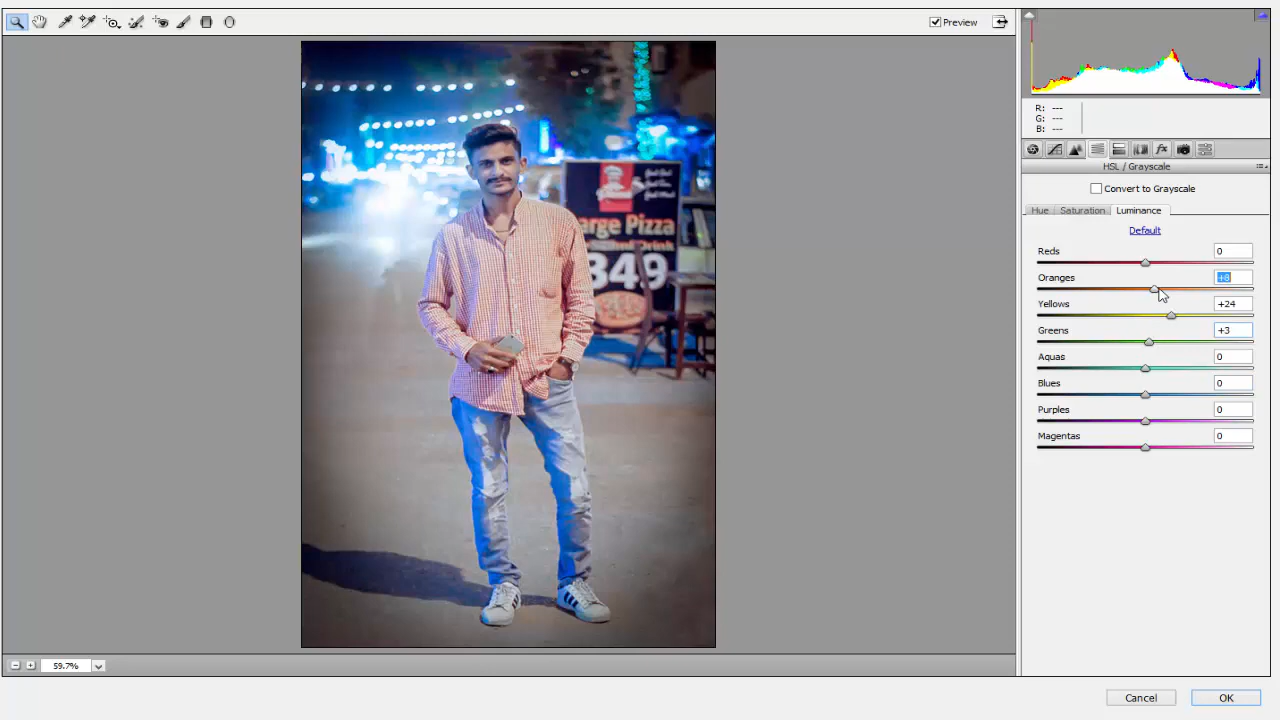 Preview
R: ---
G: ---
B: ---
HSL / Grayscale
Convert to Grayscale
Hue Saturation Luminance
Default
Reds 0
Oranges +8
Yellows +24
Greens +3
Aquas 0
Blues 0
Purples 0
Magentas 0
arge Pizza
349
59.7%
Cancel OK